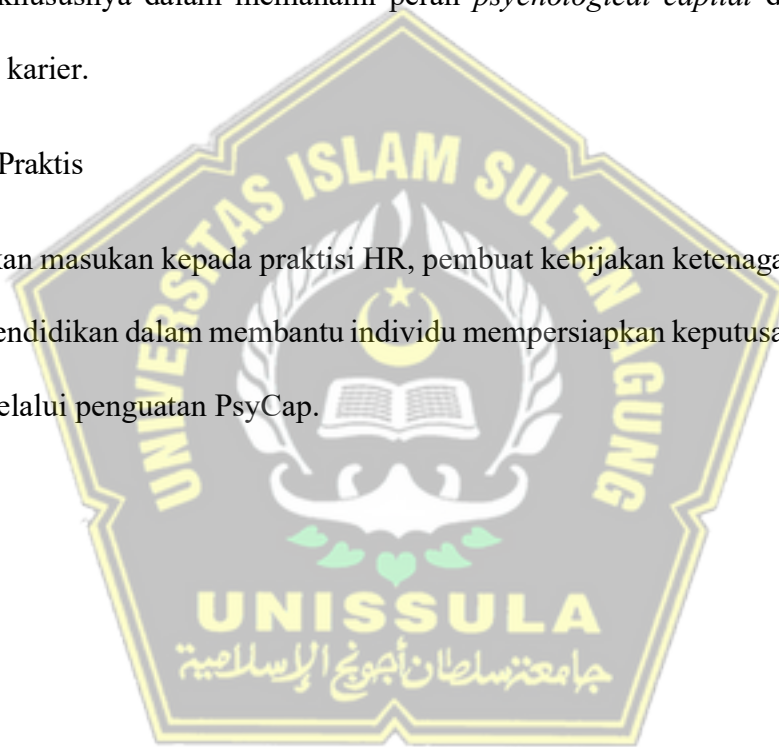 khususnya dalam memahami peran psychological capital d
karier.
Praktis
kan masukan kepada praktisi HR, pembuat kebijakan ketenaga
endidikan dalam membantu individu mempersiapkan keputusa
elalui penguatan PsyCap.
UNIVERSITAS ISLAM SULTAN AGUNG
UNISSULA
جامعة سلطان أجونج الإسلامية